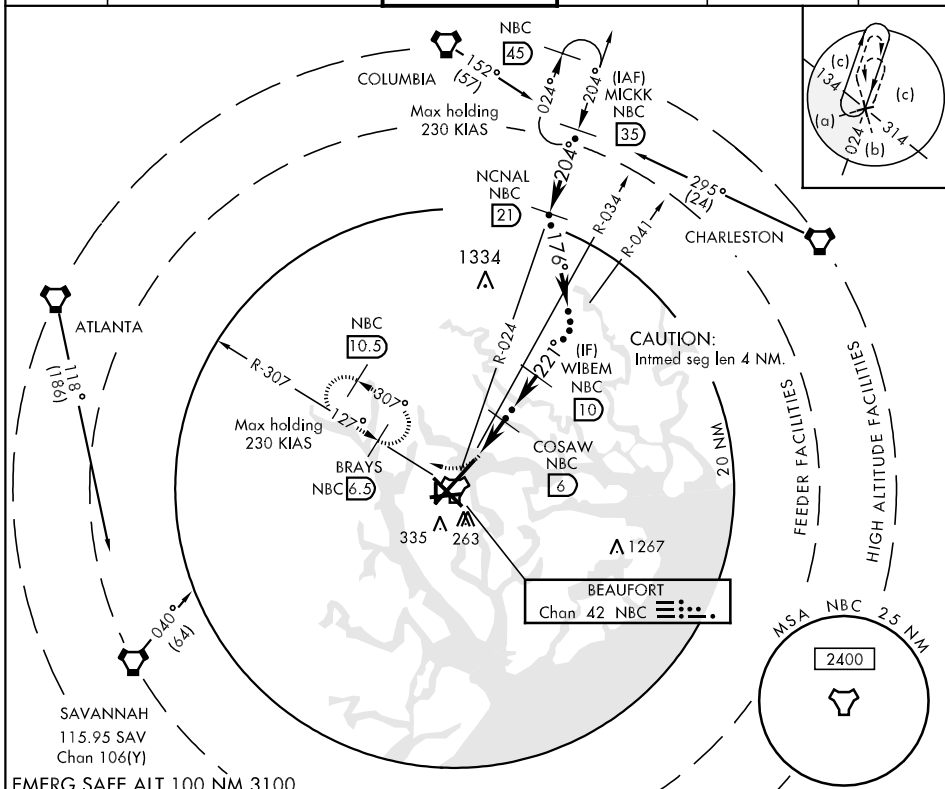 NBC
45
COLUMBIA
152°
(57)
Max holding
230 KIAS
024°
204°
(IAF)
MICKK
NBC
35
204°
NCNAL
NBC
21
176°
R-034
R-041
295°
(24)
CHARLESTON
(c)
134
(c)
(a)
024
(b)
314
1334
ATLANTA
118°
(186)
NBC
10.5
R-307
307°
127°
Max holding
230 KIAS
BRAYS
NBC 6.5
R-024
221°
(IF)
WIBEM
NBC
10
CAUTION:
Intmed seg len 4 NM.
COSAW
NBC
6
20 NM
FEEDER FACILITIES
HIGH ALTITUDE FACILITIES
335
263
1267
BEAUFORT
Chan 42 NBC
040°
(64)
SAVANNAH
115.95 SAV
Chan 106(Y)
MSA NBC 25 NM
2400
EMERG SAFE ALT 100 NM 3100